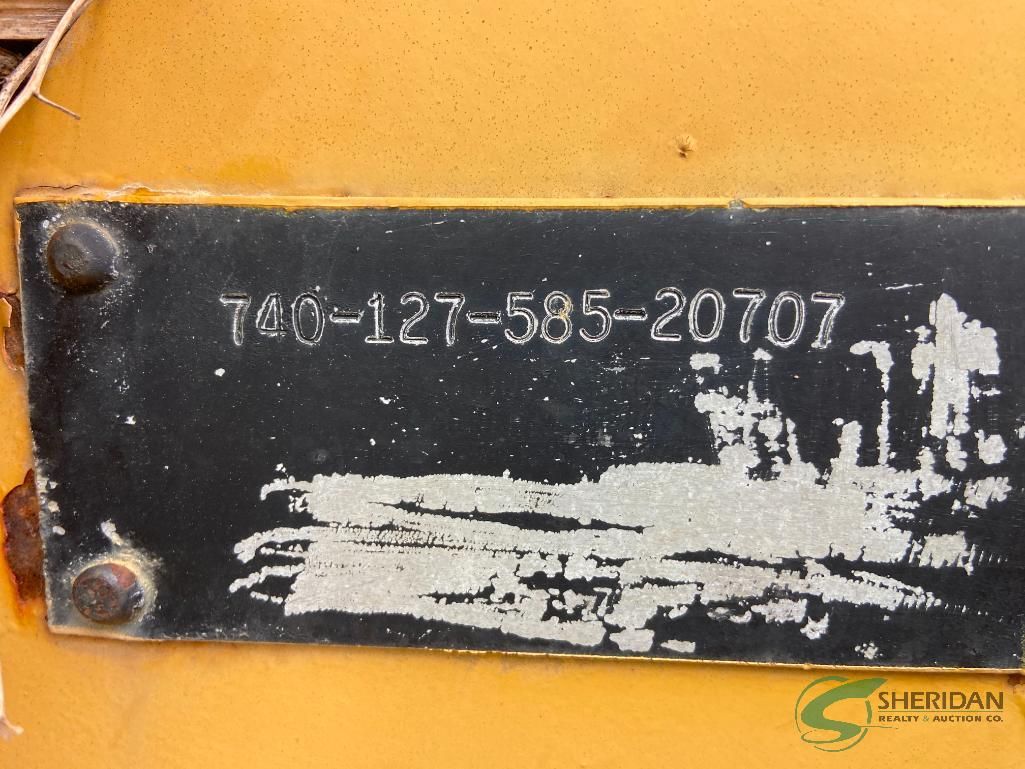 740-127-585-20707
SHERIDAN
REALTY & AUCTION CO.